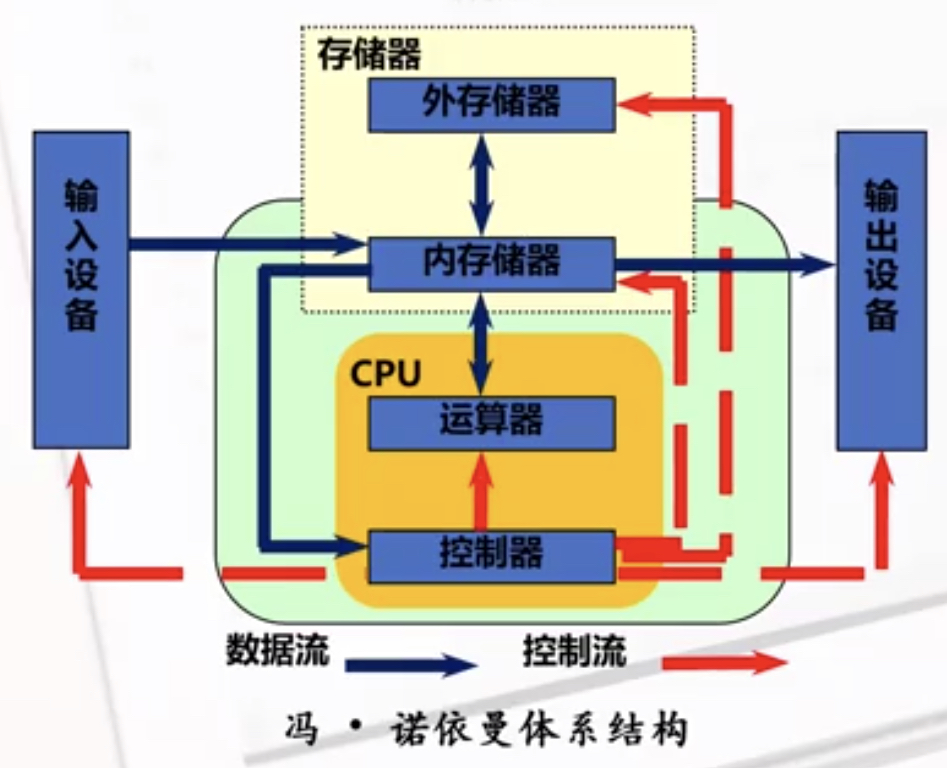 存储器
外存储器
输入设备
内存储器
输出设备
CPU
运算器
控制器
数据流
控制流
冯·诺依曼体系结构